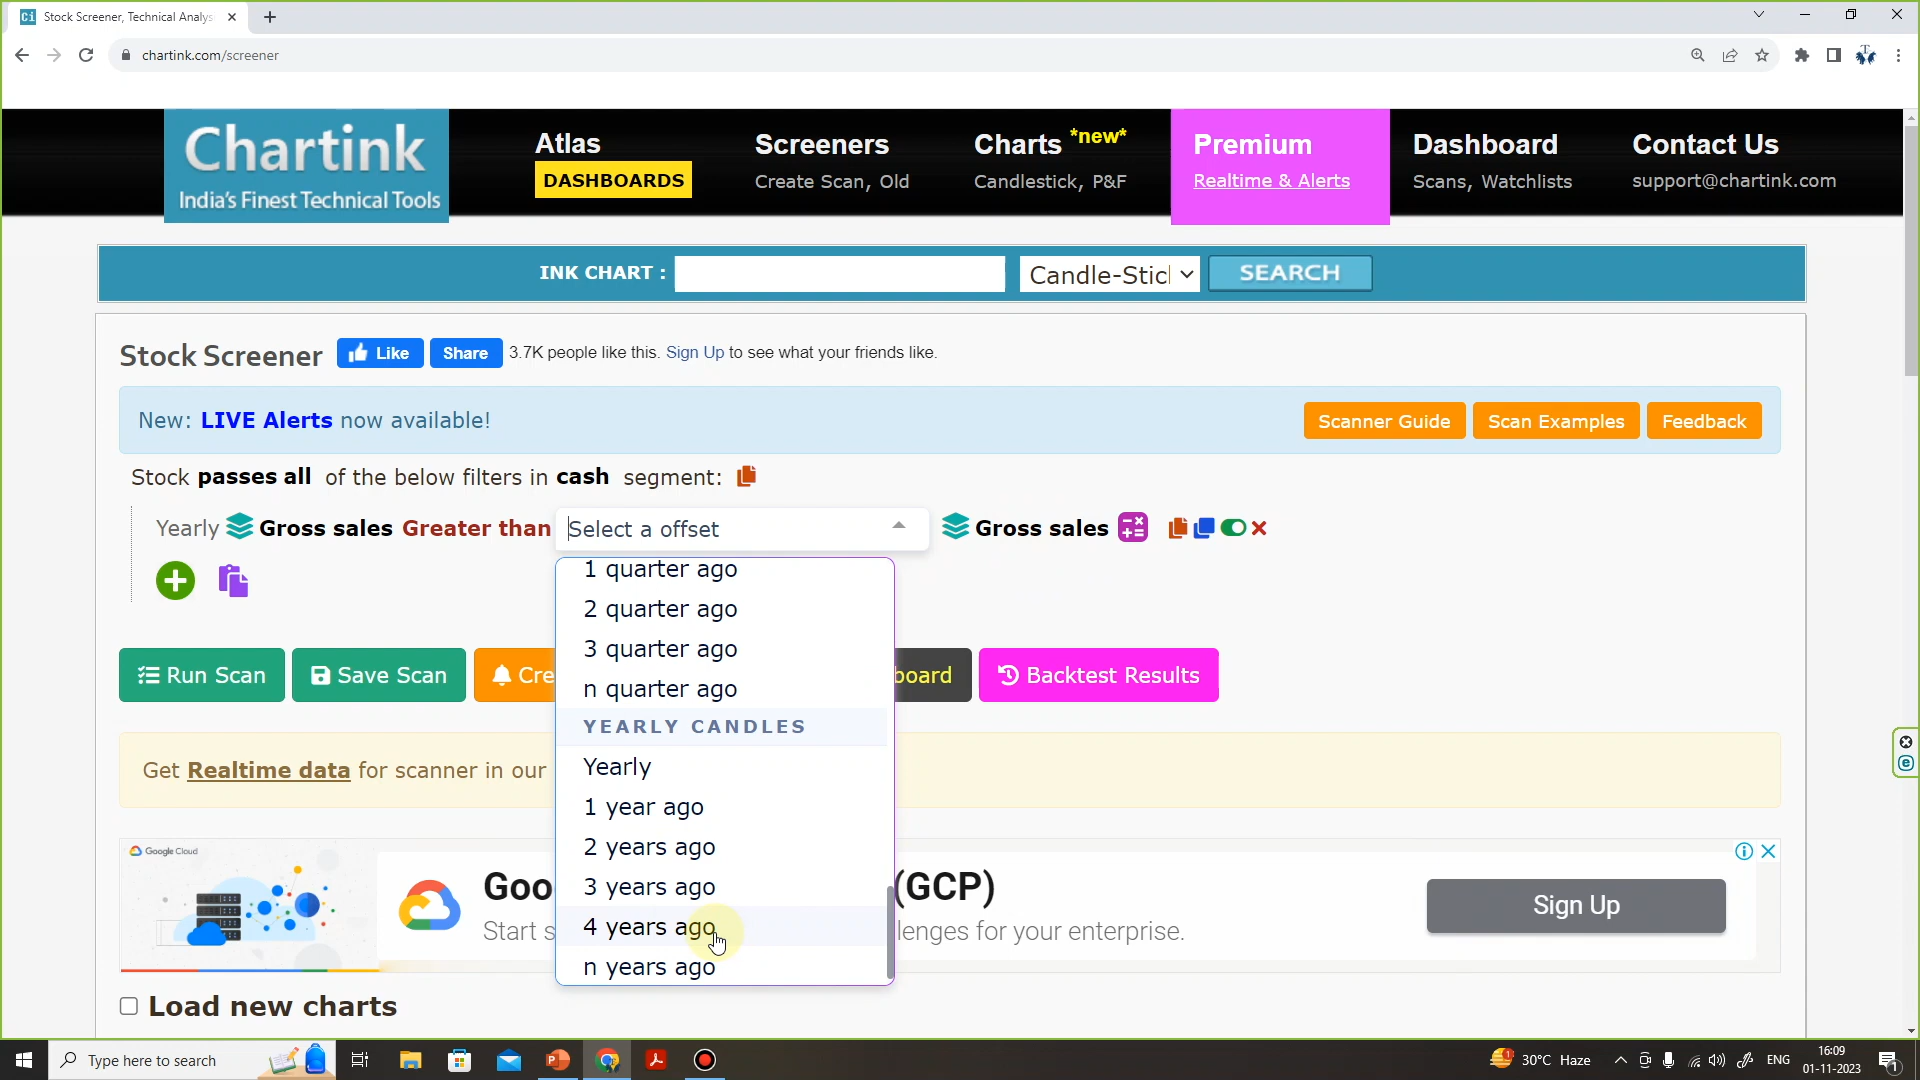 Ci Stock Screener, Technical Analys
chartink.com/screener
Chartink
India's Finest Technical Tools
Atlas
DASHBOARDS
Screeners
Create Scan, Old
Charts *new*
Candlestick, P&F
Premium
Realtime & Alerts
Dashboard
Scans, Watchlists
Contact Us
support@chartink.com
INK CHART :
Candle-Stic
SEARCH
Stock Screener
Like
Share
3.7K people like this. Sign Up to see what your friends like.
New: LIVE Alerts now available!
Scanner Guide
Scan Examples
Feedback
Stock passes all of the below filters in cash segment:
Yearly Gross sales Greater than Select a offset Gross sales
1 quarter ago
2 quarter ago
3 quarter ago
n quarter ago
YEARLY CANDLES
Yearly
1 year ago
2 years ago
3 years ago
4 years ago
n years ago
Run Scan
Save Scan
Cre
board
Backtest Results
Get Realtime data for scanner in our
Google Cloud
Goo (GCP)
Start s lenges for your enterprise.
Sign Up
Load new charts
Type here to search
30°C Haze
ENG
16:09
01-11-2023
1